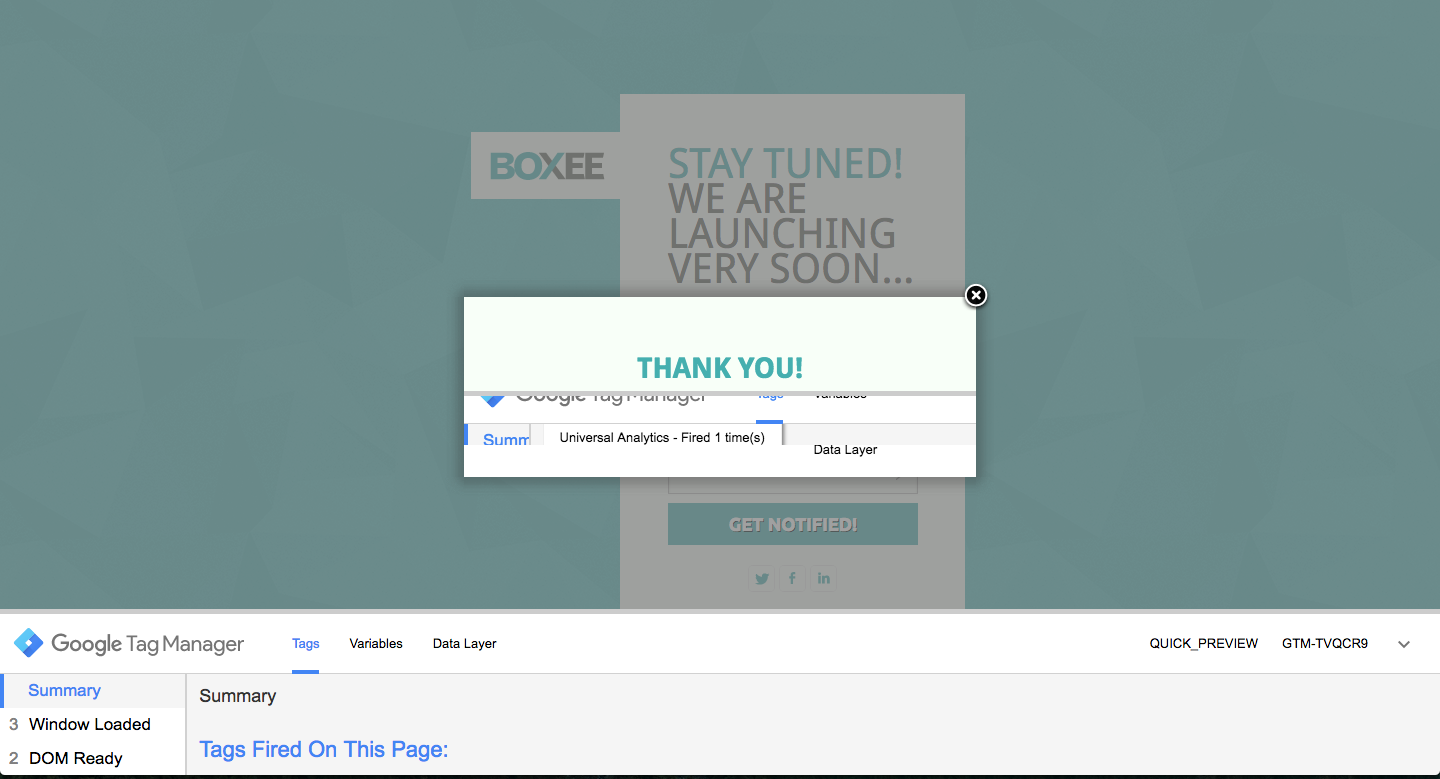 BOXEE
STAY TUNED!
WE ARE
LAUNCHING
VERY SOON...
THANK YOU!
Google Tag Manager
Tags
Variables
Summ
Universal Analytics - Fired 1 time(s)
Data Layer
GET NOTIFIED!
Google Tag Manager
Tags
Variables
Data Layer
QUICK_PREVIEW
GTM-TVQCR9
Summary
3 Window Loaded
2 DOM Ready
Summary
Tags Fired On This Page: